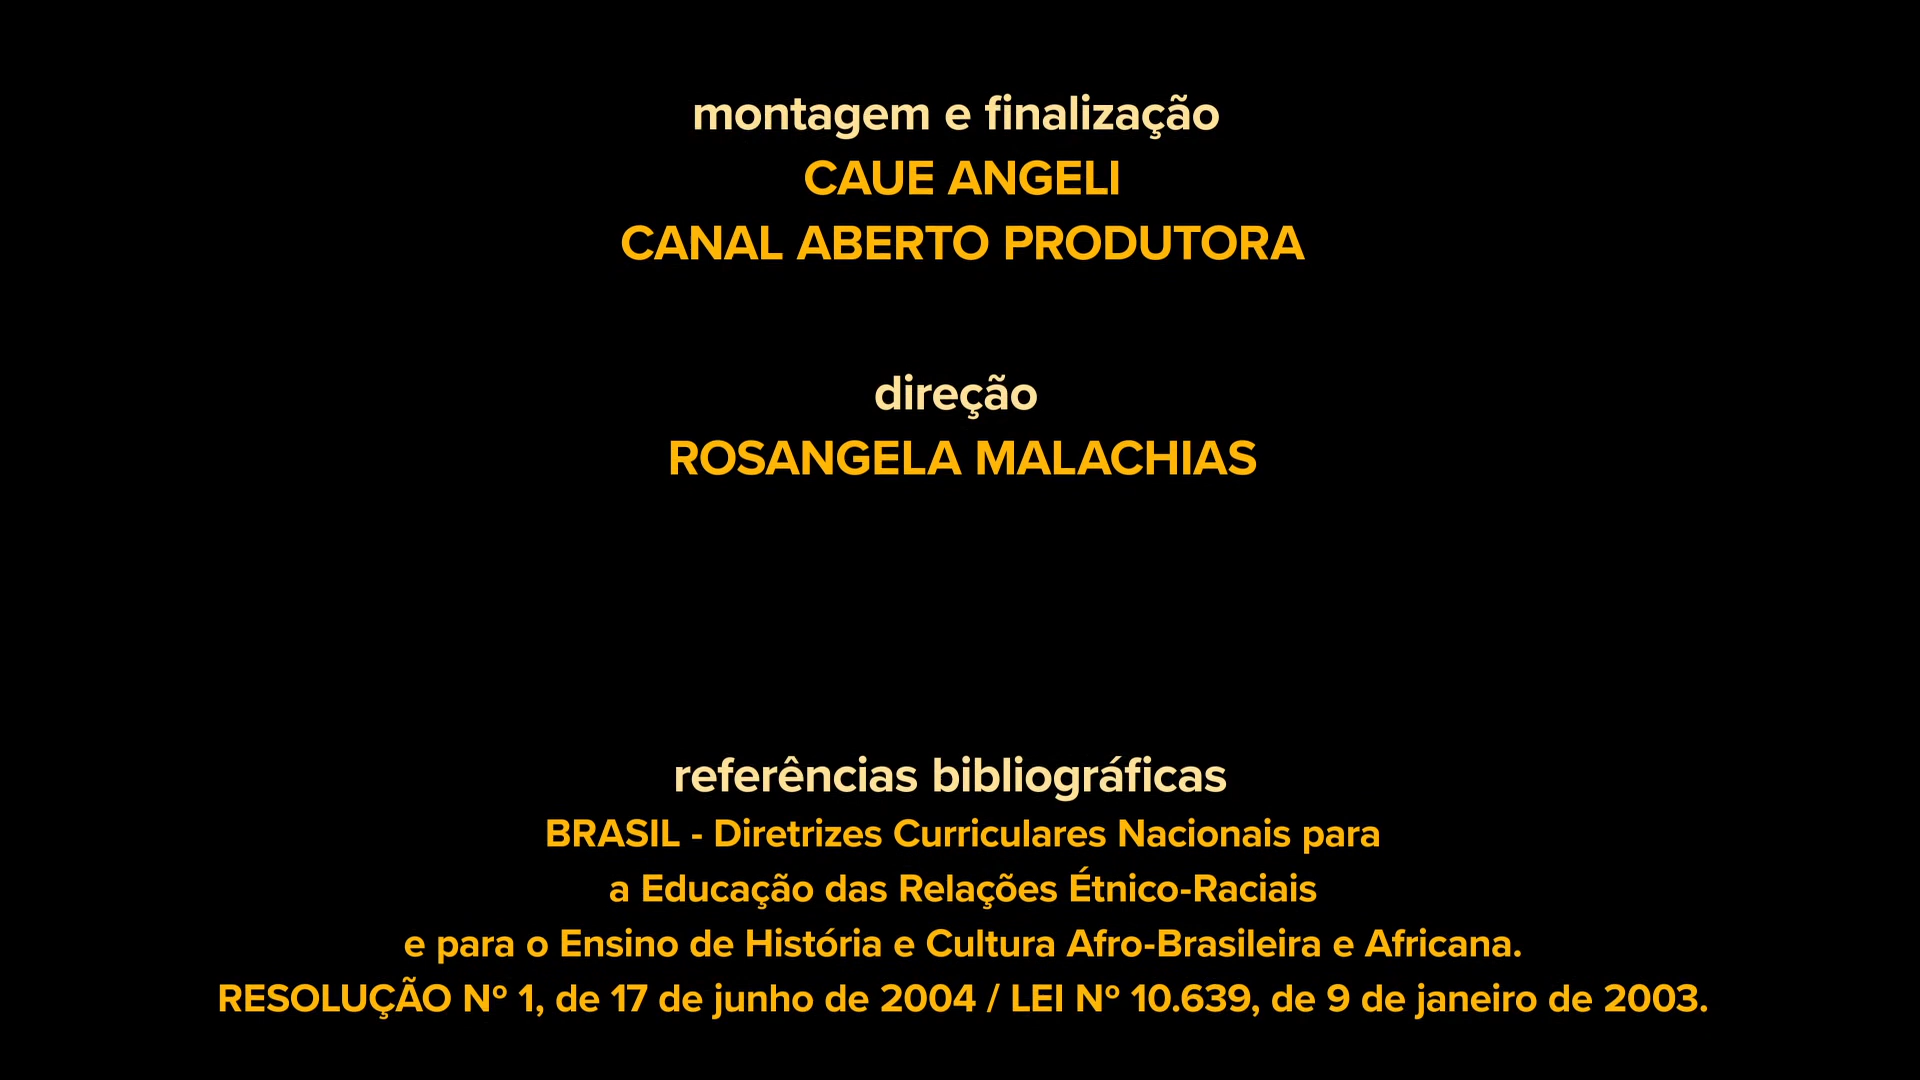 montagem e finalização
CAUE ANGELI
CANAL ABERTO PRODUTORA
direção
ROSANGELA MALACHIAS
referências bibliográficas
BRASIL - Diretrizes Curriculares Nacionais para
a Educação das Relações Étnico-Raciais
e para o Ensino de História e Cultura Afro-Brasileira e Africana.
RESOLUÇÃO Nº 1, de 17 de junho de 2004 / LEI Nº 10.639, de 9 de janeiro de 2003.